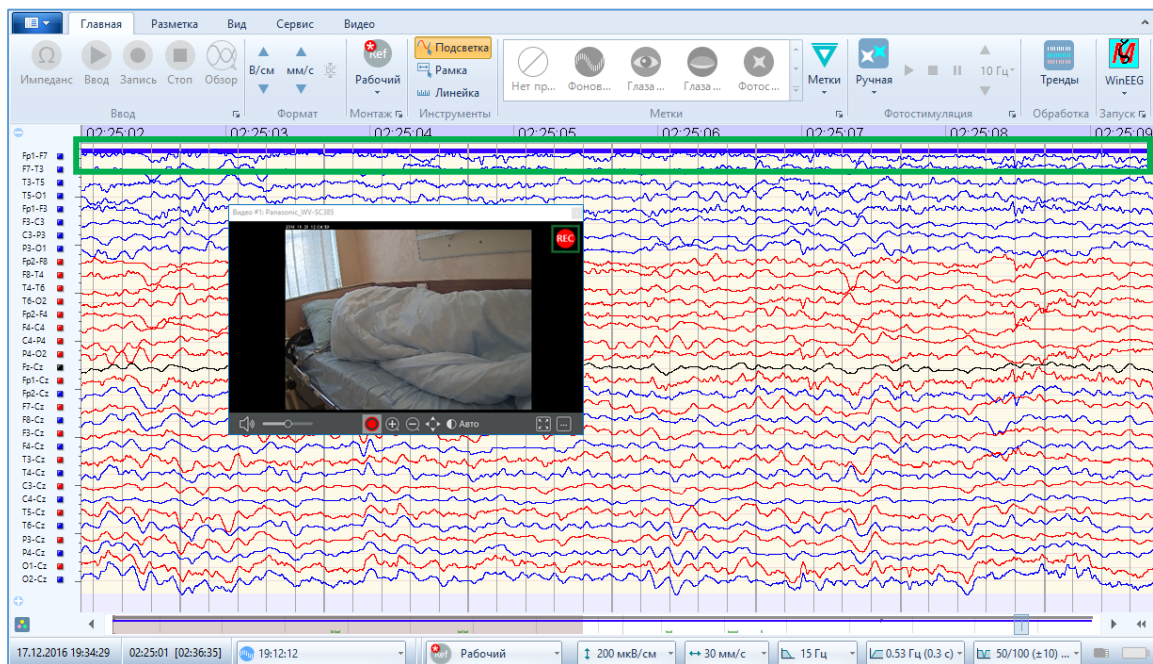 Главная Разметка Вид Сервис Видео
Импеданс Ввод Запись Стоп Обзор
В/см мм/с
Ref
Рабочий
Подсветка
Рамка
Линейка
Нет пр... Фонов... Глаза ... Глаза ... Фотос...
Метки
Ручная
10 Гц
Тренды
WinEEG
Ввод Формат Монтаж Инструменты Метки Фотостимуляция Обработка Запуск
02:25:02 02:25:03 02:25:04 02:25:05 02:25:06 02:25:07 02:25:08 02:25:09
Fp1-F7
F7-T3
T3-T5
T5-O1
Fp1-F3
F3-C3
C3-P3
P3-O1
Fp2-F8
F8-T4
T4-T6
T6-O2
Fp2-F4
F4-C4
C4-P4
P4-O2
Fz-Cz
Fp1-Cz
Fp2-Cz
F7-Cz
F8-Cz
F3-Cz
F4-Cz
T3-Cz
T4-Cz
C3-Cz
C4-Cz
T5-Cz
T6-Cz
P3-Cz
P4-Cz
O1-Cz
O2-Cz
Видео #1: Panasonic_WV-SC385
REC
Авто
17.12.2016 19:34:29 02:25:01 [02:36:35] 19:12:12 Ref Рабочий 200 мкВ/см 30 мм/с 15 Гц 0.53 Гц (0.3 с) 50/100 (±10) ...